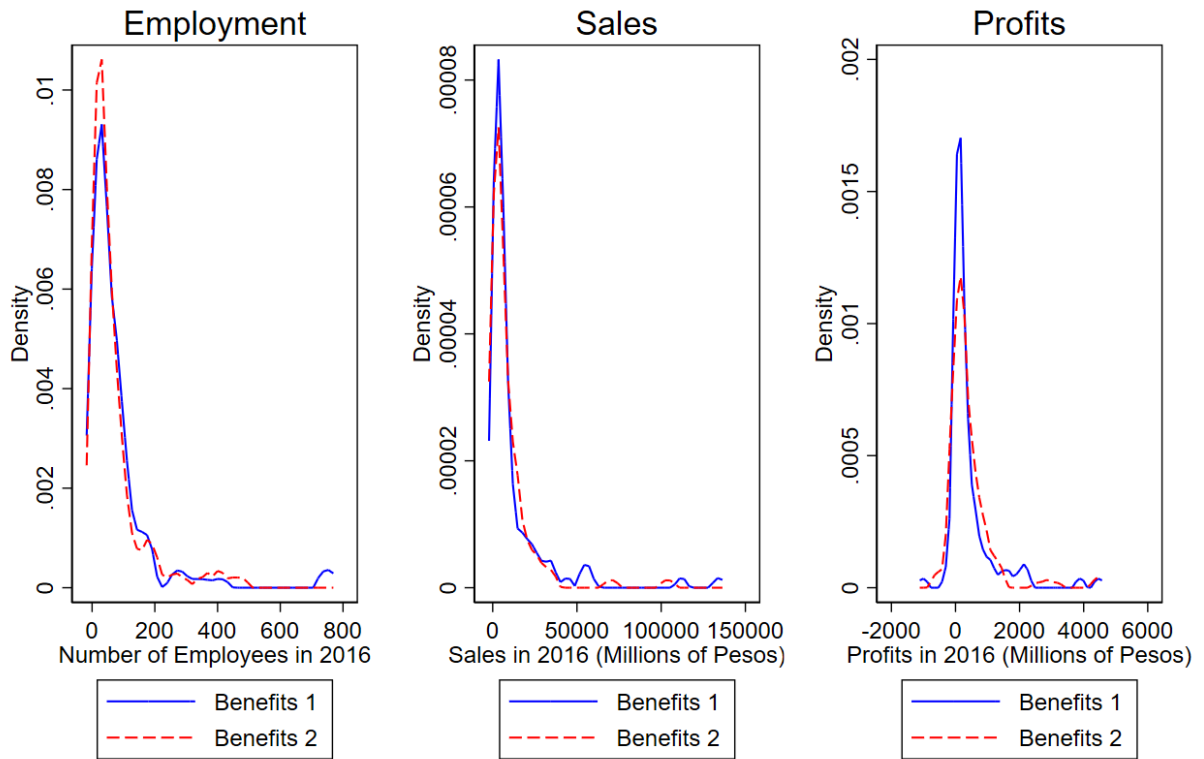 Employment
Density
0
.002
.004
.006
.008
.01
0 200 400 600 800
Number of Employees in 2016
Benefits 1
Benefits 2
Sales
Density
0
.00002
.00004
.00006
.00008
0 50000 100000 150000
Sales in 2016 (Millions of Pesos)
Benefits 1
Benefits 2
Profits
Density
0
.0005
.001
.0015
.002
-2000 0 2000 4000 6000
Profits in 2016 (Millions of Pesos)
Benefits 1
Benefits 2